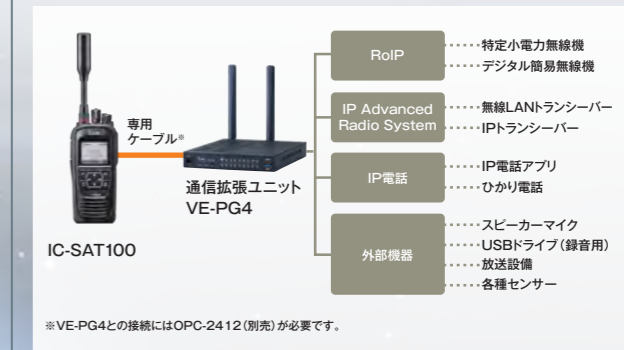 IC-SAT100
専用
ケーブル※
通信拡張ユニット
VE-PG4
RoIP
特定小電力無線機
デジタル簡易無線機
IP Advanced
Radio System
無線LANトランシーバー
IPトランシーバー
IP電話
IP電話アプリ
ひかり電話
外部機器
スピーカーマイク
USBドライブ（録音用）
放送設備
各種センサー
※VE-PG4との接続にはOPC-2412（別売）が必要です。